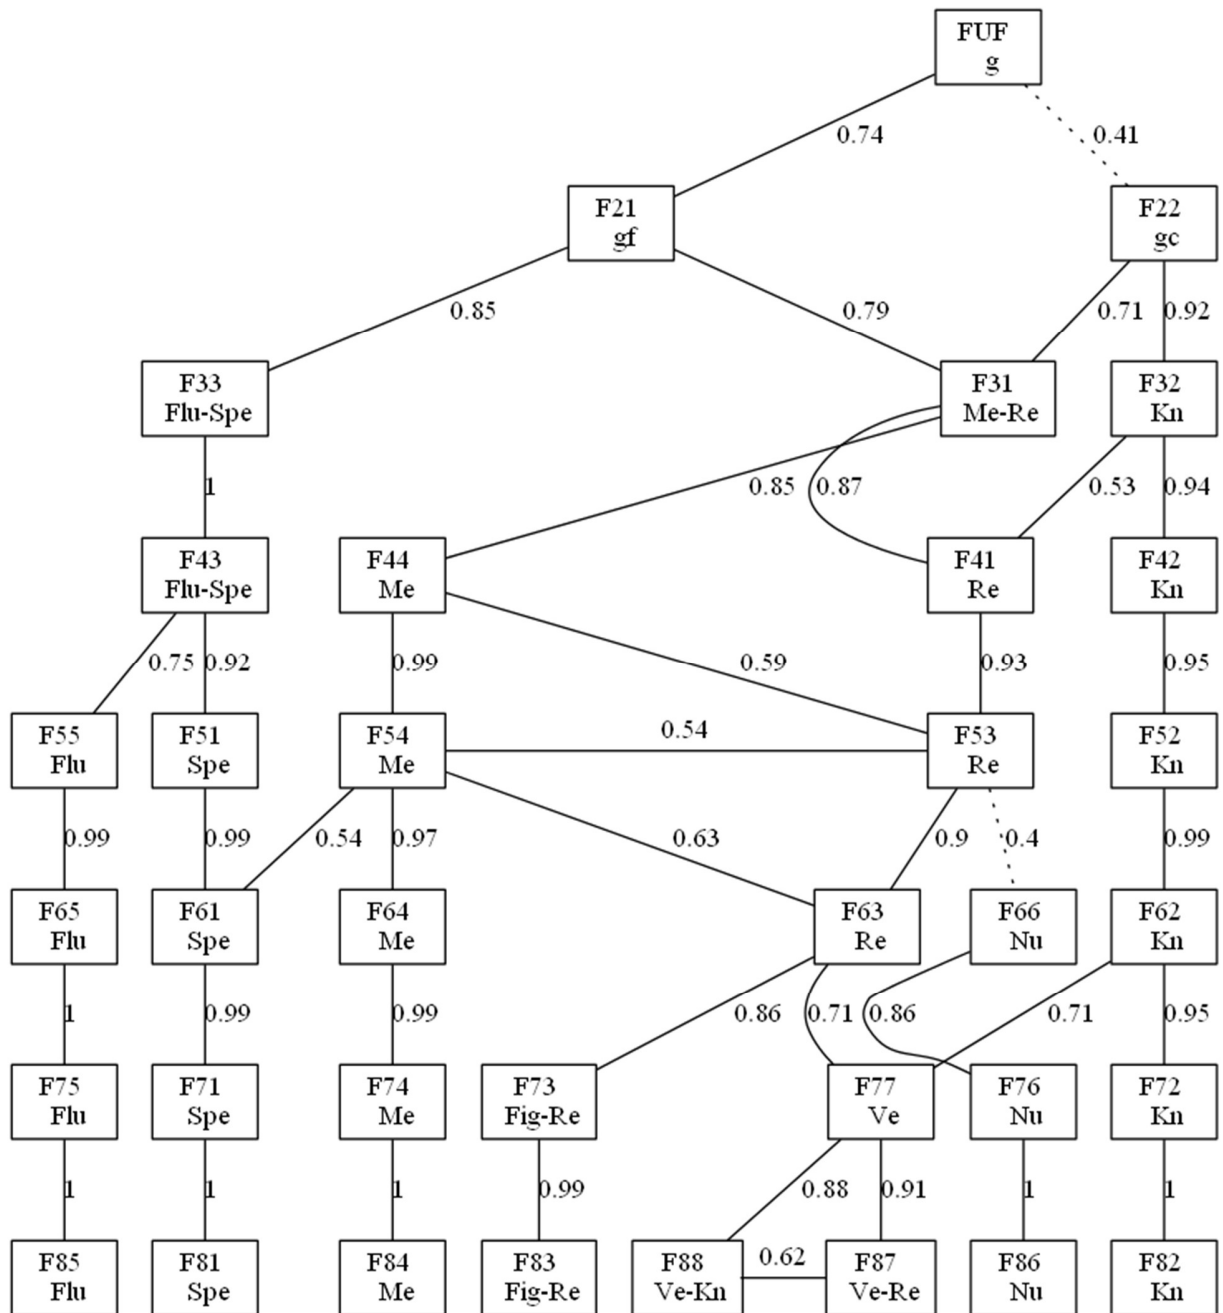 FUF
g
0.74
0.41
F21
gf
F22
gc
0.85
0.79
0.71
0.92
F33
Flu-Spe
F31
Me-Re
F32
Kn
1
0.85
0.87
0.53
0.94
F43
Flu-Spe
F44
Me
F41
Re
F42
Kn
0.75
0.92
0.99
0.59
0.93
0.95
F55
Flu
F51
Spe
F54
Me
0.54
F53
Re
F52
Kn
0.99
0.99
0.54
0.97
0.63
0.9
0.4
0.99
F65
Flu
F61
Spe
F64
Me
F63
Re
F66
Nu
F62
Kn
1
0.99
0.99
0.86
0.71
0.86
0.71
0.95
F75
Flu
F71
Spe
F74
Me
F73
Fig-Re
F77
Ve
F76
Nu
F72
Kn
1
1
1
0.99
0.88
0.91
1
1
F85
Flu
F81
Spe
F84
Me
F83
Fig-Re
F88
Ve-Kn
0.62
F87
Ve-Re
F86
Nu
F82
Kn